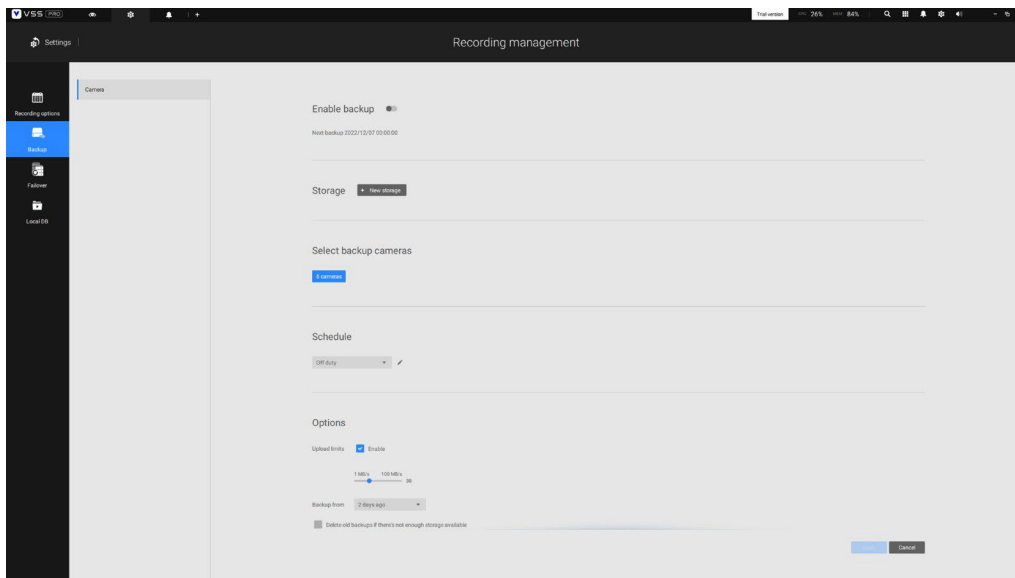 VSS PRO
Trial version
26%
84%
Settings
Recording management
Recording options
Backup
Failover
Local DB
Camera
Enable backup
Next backup 2022/12/07 00:00:00
Storage
+ New storage
Select backup cameras
6 cameras
Schedule
Off duty
Options
Upload limits
Enable
1 MB/s 100 MB/s
30
Backup from
2 days ago
Delete old backups if there's not enough storage available
Cancel